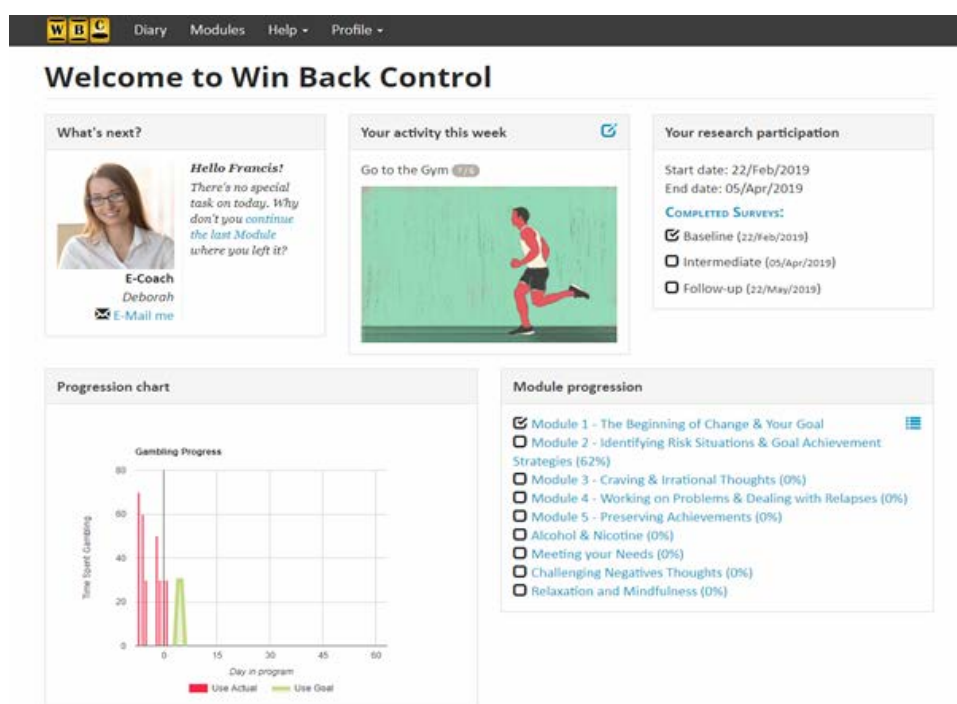 W B C Diary Modules Help Profile
Welcome to Win Back Control
What's next?
Hello Francis!
There's no special
task on today. Why
don't you continue
the last Module
where you left it?
E-Coach
Deborah
E-Mail me
Your activity this week
Go to the Gym 7/6
Your research participation
Start date: 22/Feb/2019
End date: 05/Apr/2019
COMPLETED SURVEYS:
Baseline (22/Feb/2019)
Intermediate (05/Apr/2019)
Follow-up (22/May/2019)
Progression chart
Gambling Progress
80
60
40
20
0
Time Spent Gambling
0 15 30 45 60
Day in program
Use Actual Use Goal
Module progression
Module 1 - The Beginning of Change & Your Goal
Module 2 - Identifying Risk Situations & Goal Achievement
Strategies (62%)
Module 3 - Craving & Irrational Thoughts (0%)
Module 4 - Working on Problems & Dealing with Relapses (0%)
Module 5 - Preserving Achievements (0%)
Alcohol & Nicotine (0%)
Meeting your Needs (0%)
Challenging Negatives Thoughts (0%)
Relaxation and Mindfulness (0%)